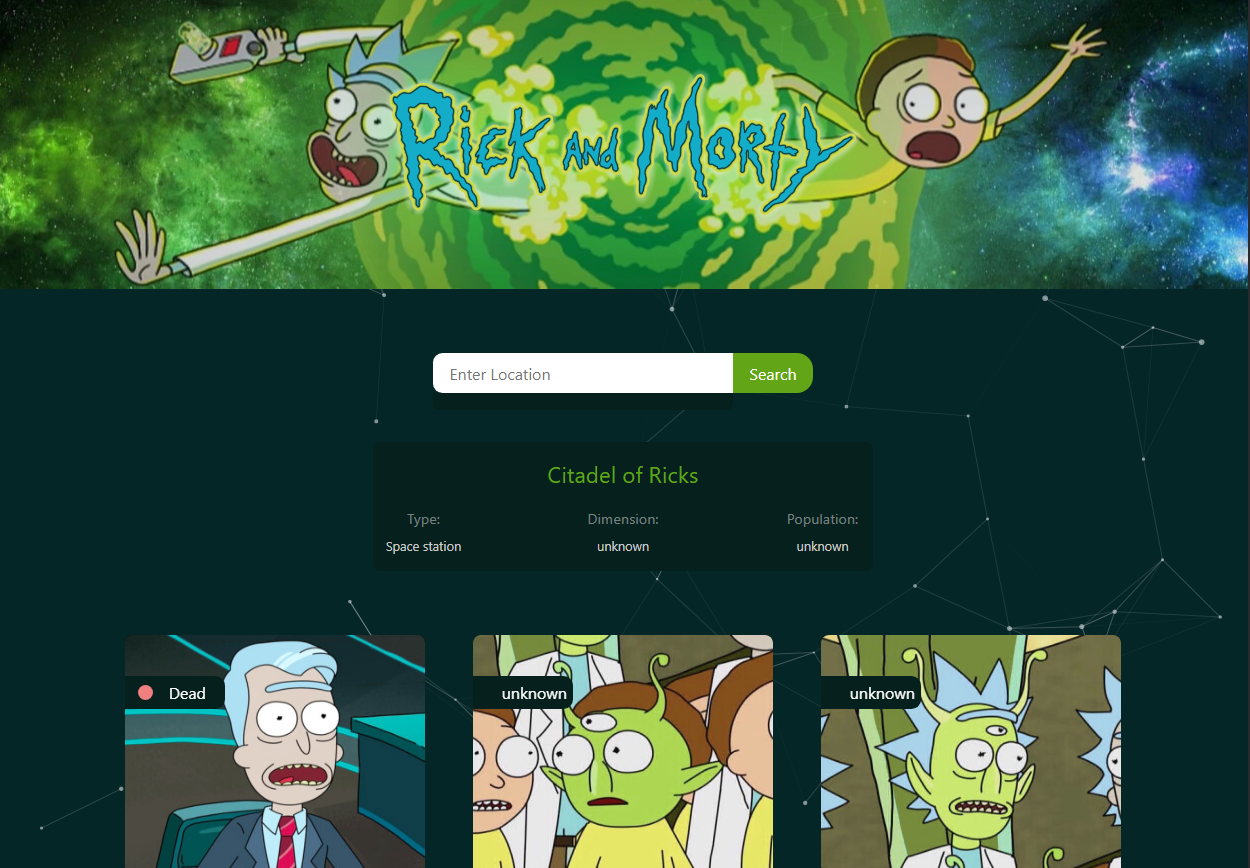 Rick and Morty
Enter Location
Search
Citadel of Ricks
Type:
Dimension:
Population:
Space station
unknown
unknown
Dead
unknown
unknown